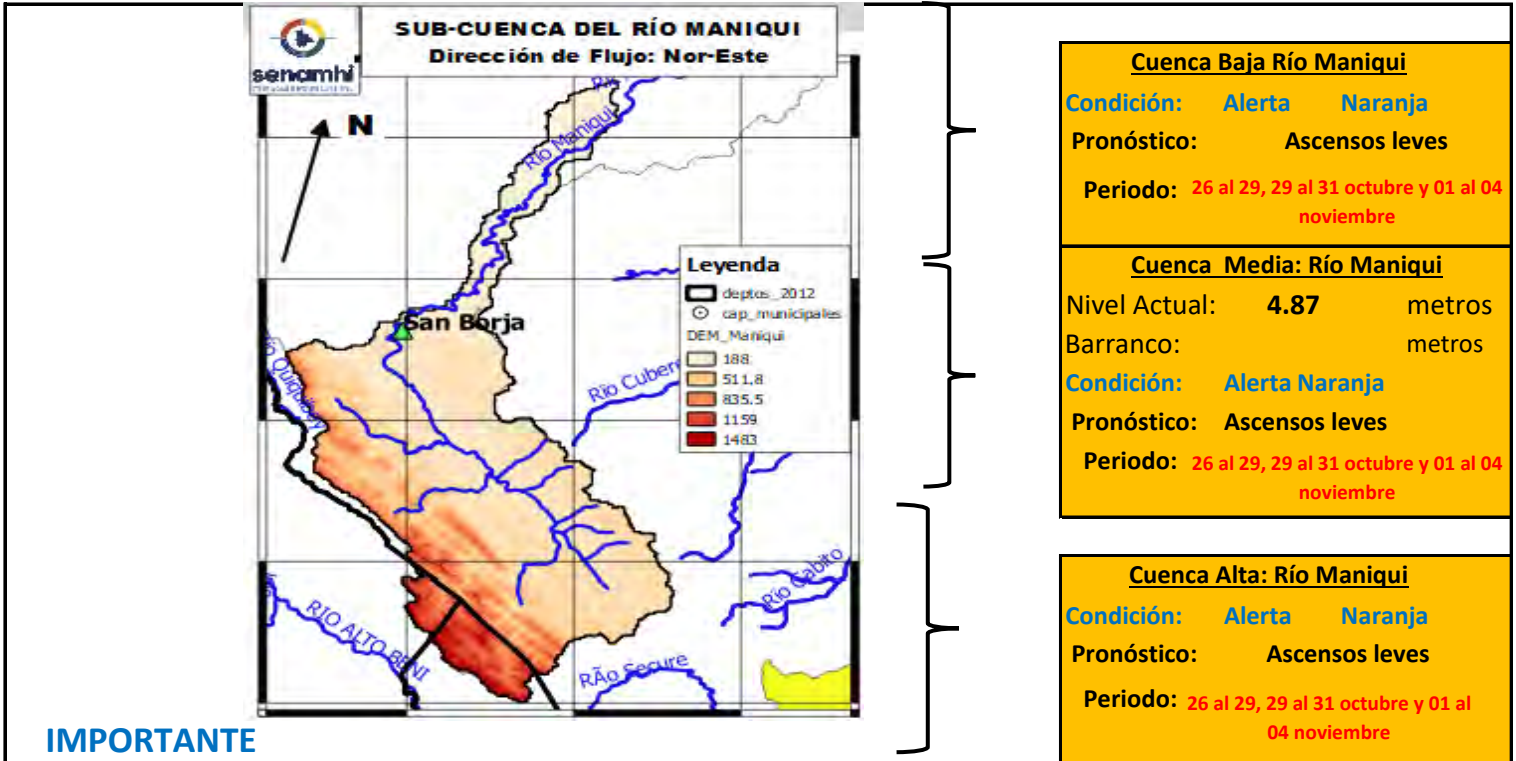 SUB-CUENCA DEL RÍO MANIQUI
Dirección de Flujo: Nor-Este
senamhi
N
Río Maniqui
San Borja
Río Quiquibey
Río Cubere
Río Cabito
RIO ALTO BENI
RÃo Secure
Leyenda
deptos_2012
cap_municipales
DEM_Maniqui
188
511.8
835.5
1159
1483
Cuenca Baja Río Maniqui
Condición: Alerta Naranja
Pronóstico: Ascensos leves
Periodo: 26 al 29, 29 al 31 octubre y 01 al 04
noviembre
Cuenca Media: Río Maniqui
Nivel Actual: 4.87 metros
Barranco: metros
Condición: Alerta Naranja
Pronóstico: Ascensos leves
Periodo: 26 al 29, 29 al 31 octubre y 01 al 04
noviembre
Cuenca Alta: Río Maniqui
Condición: Alerta Naranja
Pronóstico: Ascensos leves
Periodo: 26 al 29, 29 al 31 octubre y 01 al
04 noviembre
IMPORTANTE